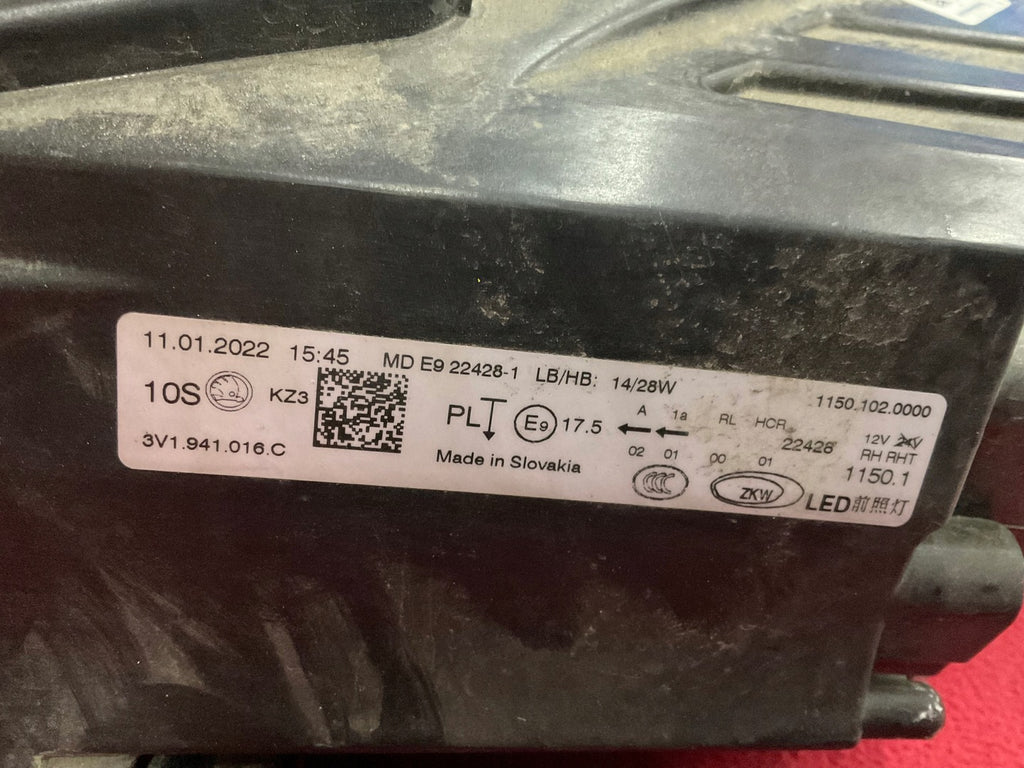 11.01.2022 15:45 MD E9 22428-1 LB/HB: 14/28W 1150.102.0000
10S KZ3 PL E9 17.5 A 1a RL HCR 22428 12V 24V
02 01 00 01 RH RHT
3V1.941.016.C Made in Slovakia CCC ZKW 1150.1
LED前照灯